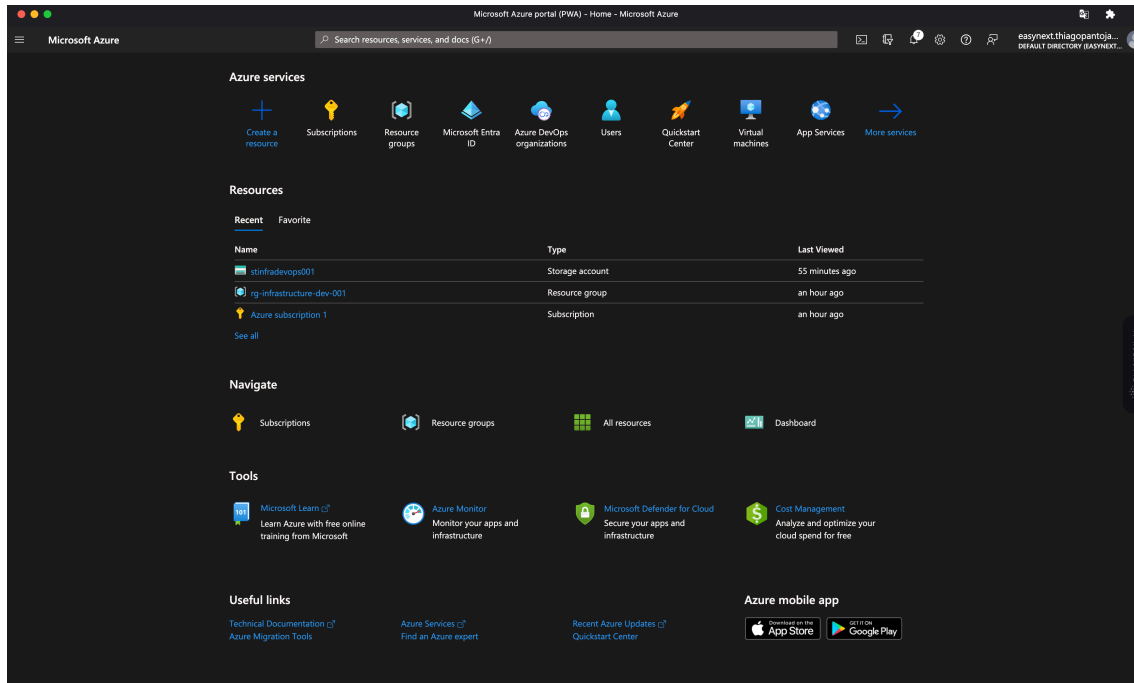 Microsoft Azure portal (PWA) - Home - Microsoft Azure
Microsoft Azure
Search resources, services, and docs (G+/)
7
easynext.thiagopantoja...
DEFAULT DIRECTORY (EASYNEXT...
Azure services
Create a resource
Subscriptions
Resource groups
Microsoft Entra ID
Azure DevOps organizations
Users
Quickstart Center
Virtual machines
App Services
More services
Resources
Recent Favorite
Name Type Last Viewed
stinfradevops001 Storage account 55 minutes ago
rg-infrastructure-dev-001 Resource group an hour ago
Azure subscription 1 Subscription an hour ago
See all
Navigate
Subscriptions Resource groups All resources Dashboard
Tools
101
Microsoft Learn
Learn Azure with free online
training from Microsoft
Azure Monitor
Monitor your apps and
infrastructure
Microsoft Defender for Cloud
Secure your apps and
infrastructure
Cost Management
Analyze and optimize your
cloud spend for free
Useful links
Technical Documentation Azure Services Recent Azure Updates
Azure Migration Tools Find an Azure expert Quickstart Center
Azure mobile app
Download on the
App Store
GET IT ON
Google Play